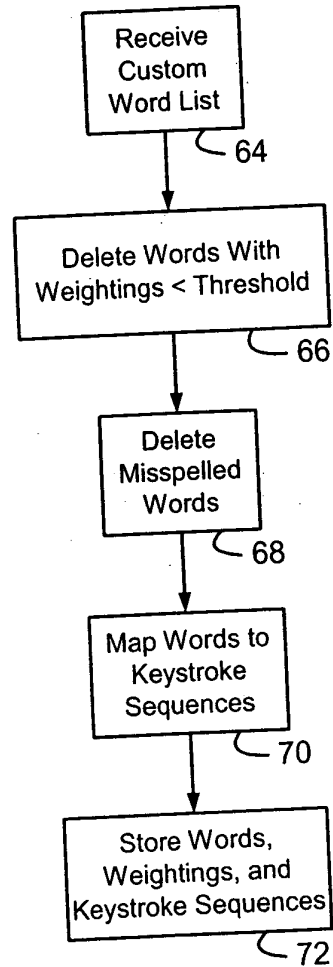 Receive
Custom
Word List
64
Delete Words With
Weightings < Threshold
66
Delete
Misspelled
Words
68
Map Words to
Keystroke
Sequences
70
Store Words,
Weightings, and
Keystroke Sequences
72